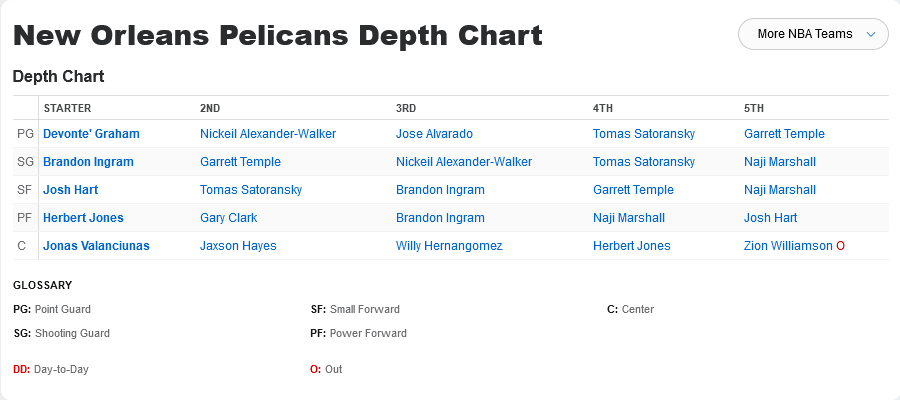 New Orleans Pelicans Depth Chart
More NBA Teams
Depth Chart
STARTER 2ND 3RD 4TH 5TH
PG Devonte' Graham Nickeil Alexander-Walker Jose Alvarado Tomas Satoransky Garrett Temple
SG Brandon Ingram Garrett Temple Nickeil Alexander-Walker Tomas Satoransky Naji Marshall
SF Josh Hart Tomas Satoransky Brandon Ingram Garrett Temple Naji Marshall
PF Herbert Jones Gary Clark Brandon Ingram Naji Marshall Josh Hart
C Jonas Valanciunas Jaxson Hayes Willy Hernangomez Herbert Jones Zion Williamson O
GLOSSARY
PG: Point Guard SF: Small Forward C: Center
SG: Shooting Guard PF: Power Forward
DD: Day-to-Day O: Out